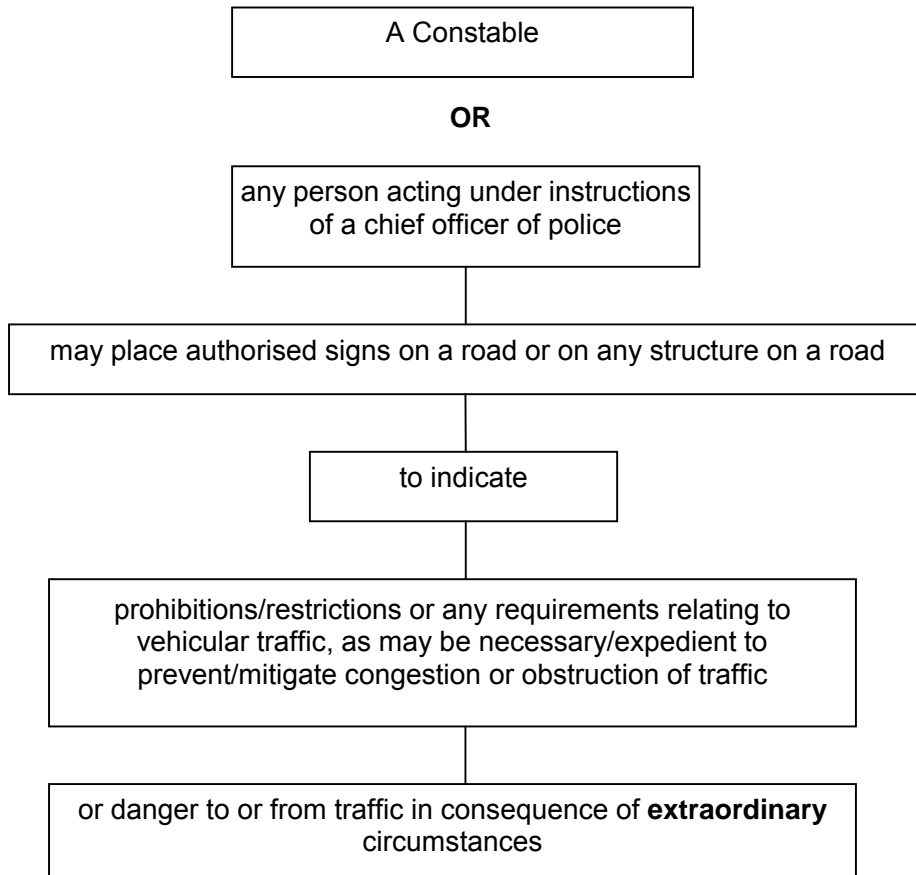 A Constable
OR
any person acting under instructions
of a chief officer of police
may place authorised signs on a road or on any structure on a road
to indicate
prohibitions/restrictions or any requirements relating to
vehicular traffic, as may be necessary/expedient to
prevent/mitigate congestion or obstruction of traffic
or danger to or from traffic in consequence of extraordinary
circumstances